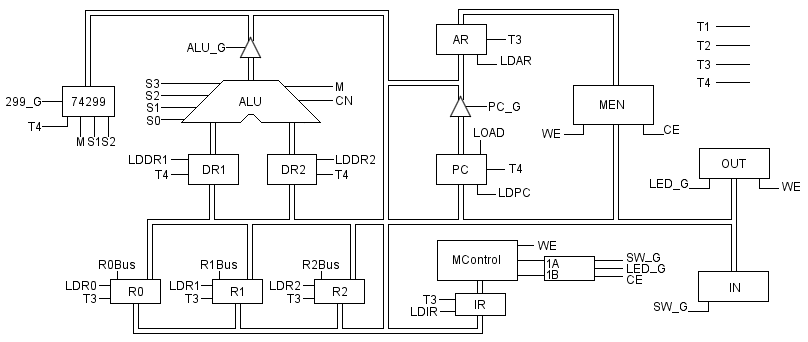 AR
T3
LDAR
T1
T2
T3
T4
ALU_G
S3
S2
S1
S0
ALU
M
CN
299_G
74299
T4
M S1S2
PC_G
LOAD
MEN
WE
CE
LDDR1
T4
DR1
DR2
LDDR2
T4
PC
T4
LDPC
OUT
LED_G
WE
R0Bus
LDR0
T3
R0
R1Bus
LDR1
T3
R1
R2Bus
LDR2
T3
R2
MControl
WE
1A
1B
SW_G
LED_G
CE
T3
LDIR
IR
IN
SW_G